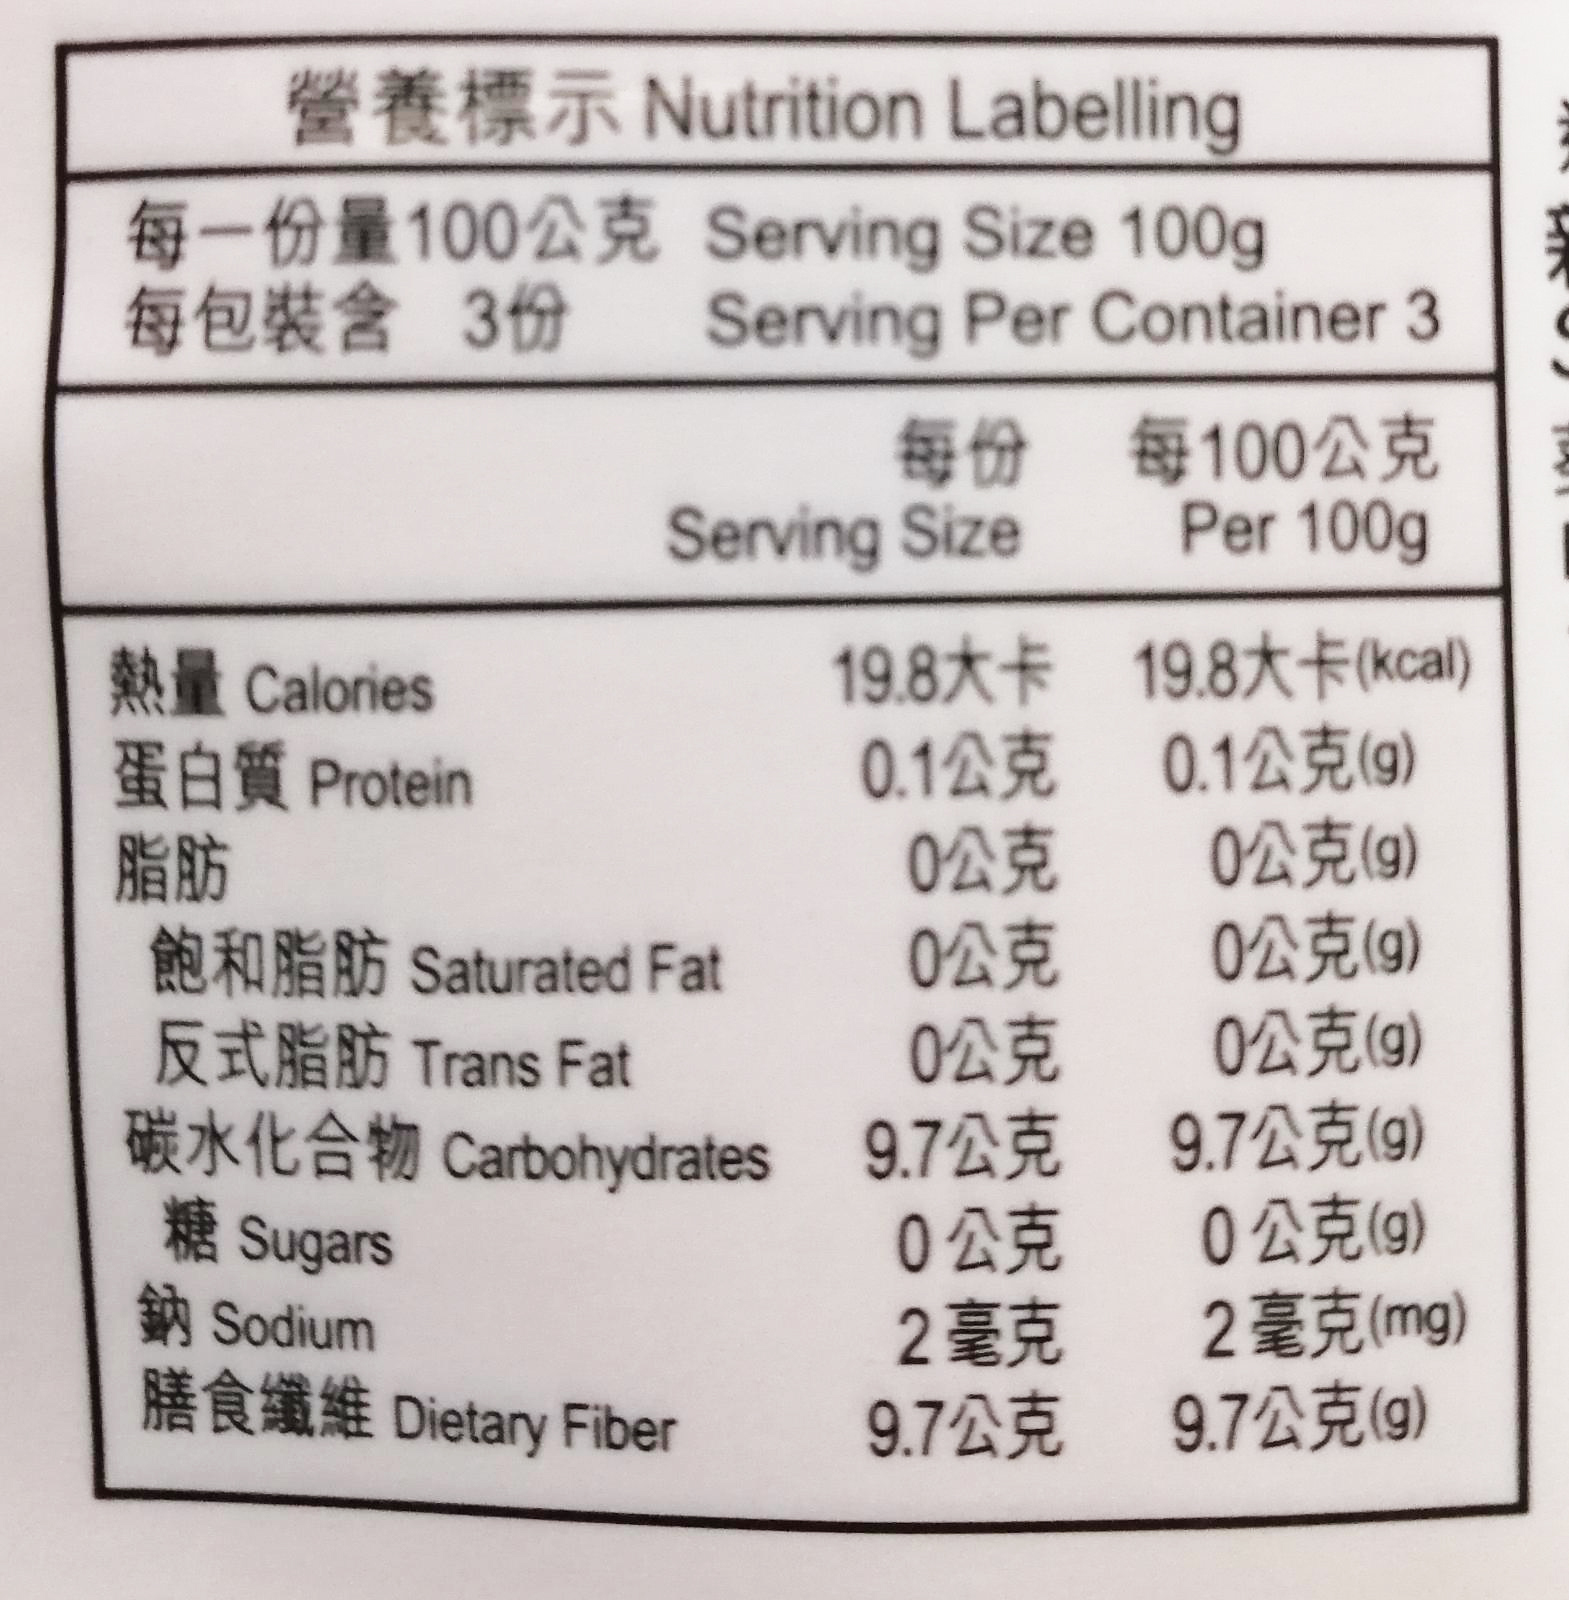 營養標示 Nutrition Labelling
每一份量100公克 Serving Size 100g
每包裝含 3份 Serving Per Container 3
每份 每100公克
Serving Size Per 100g
熱量 Calories 19.8大卡 19.8大卡(kcal)
蛋白質 Protein 0.1公克 0.1公克(g)
脂肪 0公克 0公克(g)
飽和脂肪 Saturated Fat 0公克 0公克(g)
反式脂肪 Trans Fat 0公克 0公克(g)
碳水化合物 Carbohydrates 9.7公克 9.7公克(g)
糖 Sugars 0 公克 0 公克(g)
鈉 Sodium 2 毫克 2 毫克(mg)
膳食纖維 Dietary Fiber 9.7公克 9.7公克(g)